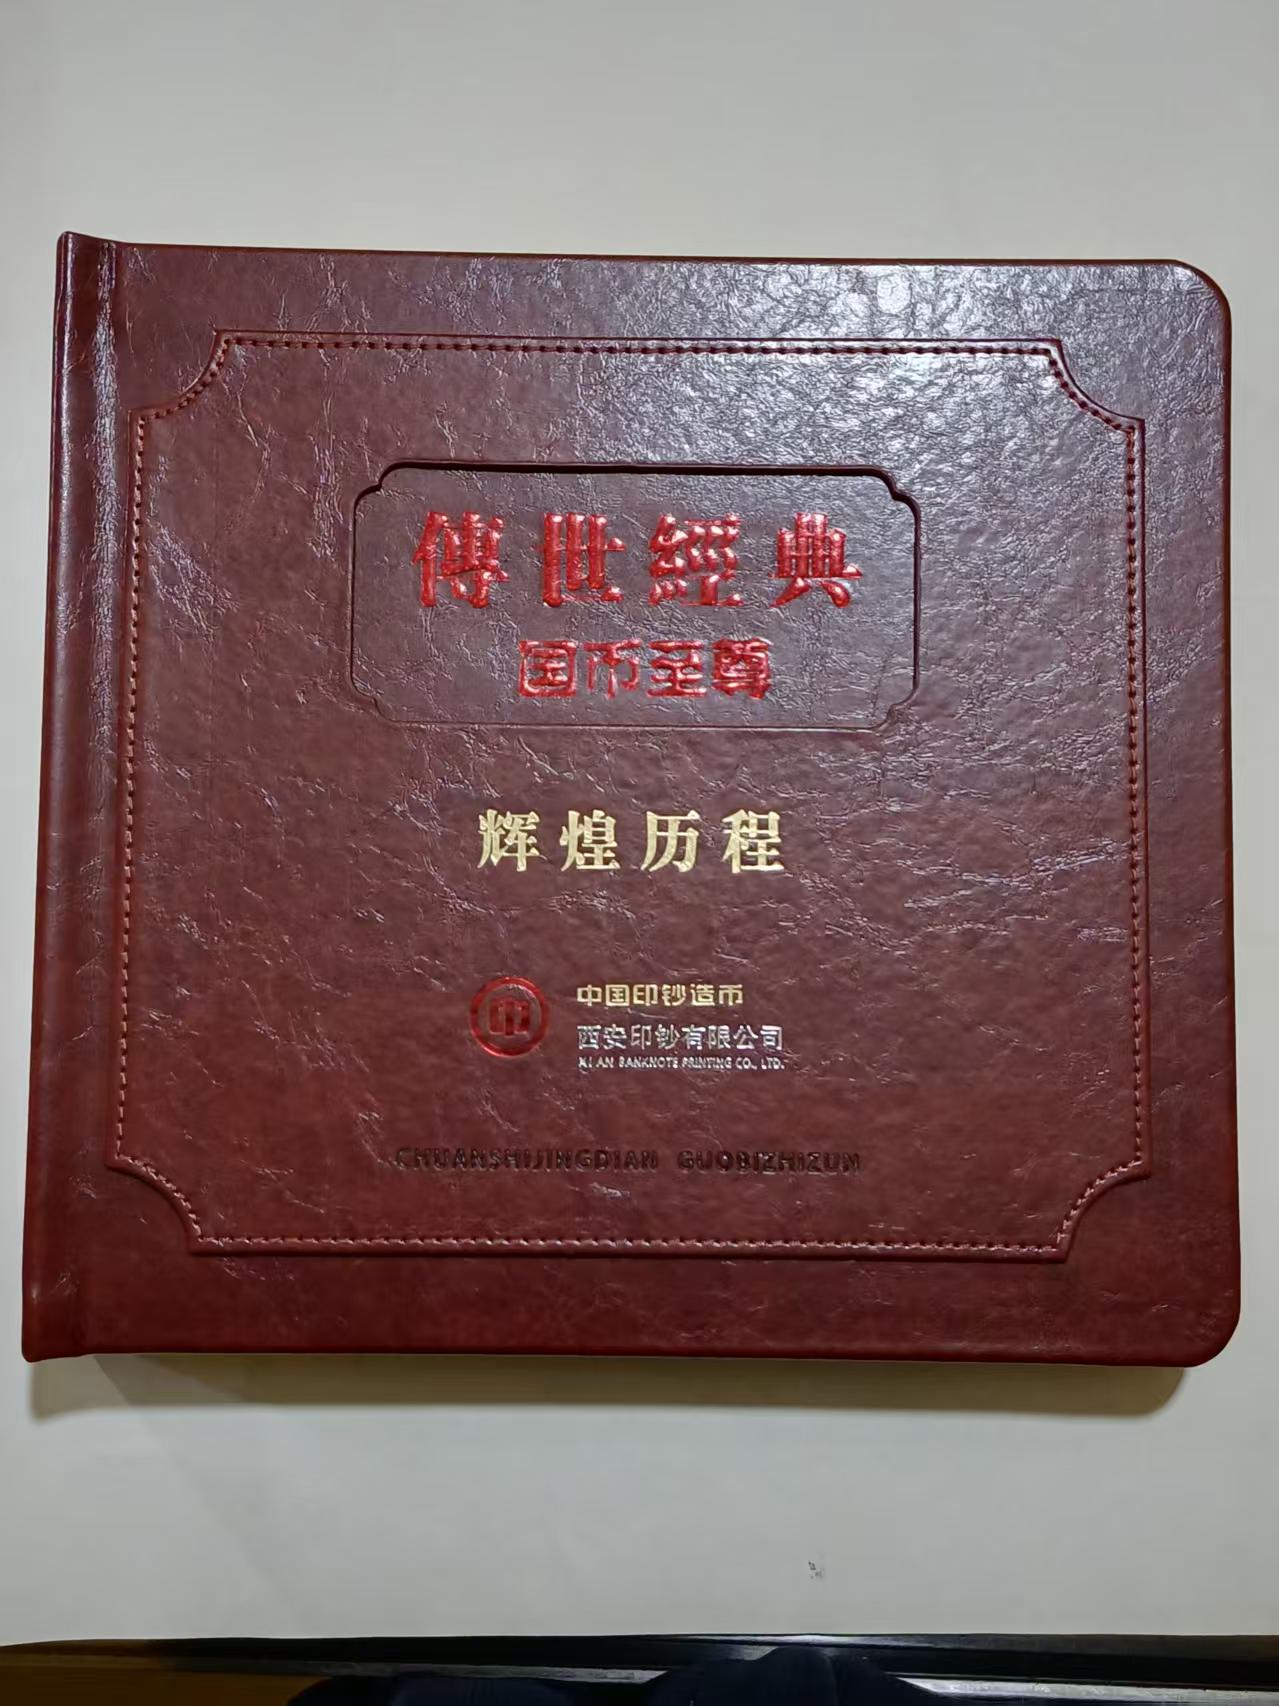 傳世經典
国币至尊
辉煌历程
中国印钞造币
西安印钞有限公司
XI AN BANKNOTE PRINTING CO., LTD.
CHUANSHIJINGDIAN GUOBIZHIZUN